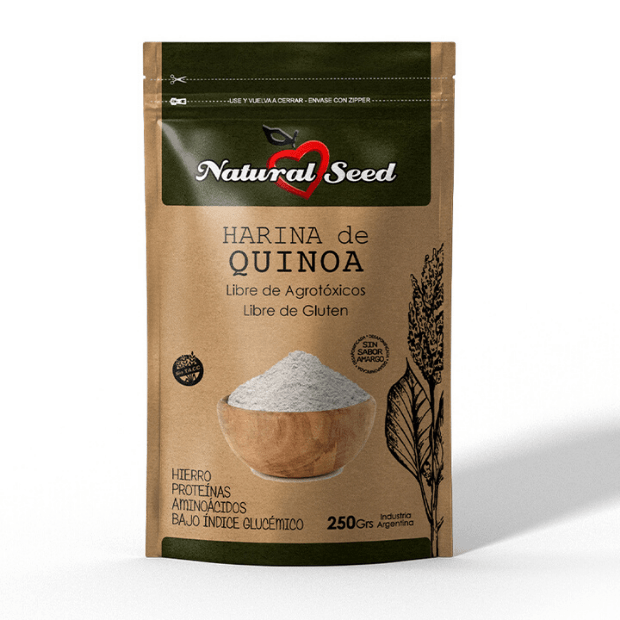 USE Y VUELVA A CERRAR - ENVASE CON ZIPPER
Natural Seed
HARINA de
QUINOA
Libre de Agrotóxicos
Libre de Gluten
SIN
SABOR
AMARGO
Sin T.A.C.C.
HIERRO
PROTEÍNAS
AMINOÁCIDOS
BAJO ÍNDICE GLUCÉMICO
250Grs
Industria
Argentina